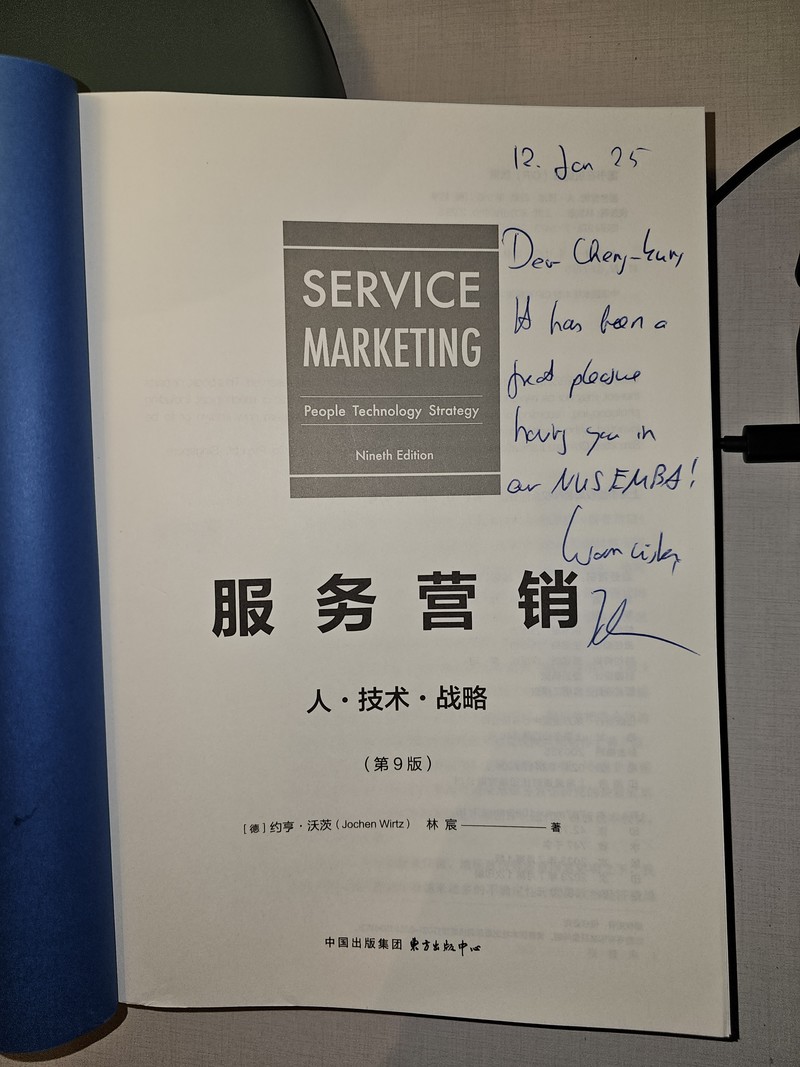 12. Jan 25
Dear Cheng-kung
It has been a
great pleasure
having you in
our NUS EMBA!
Warm wishes
SERVICE
MARKETING
People Technology Strategy
Nineth Edition
服务营销
人·技术·战略
（第9版）
[德]约亨·沃茨（Jochen Wirtz） 林宸 著
中国出版集团 东方出版中心